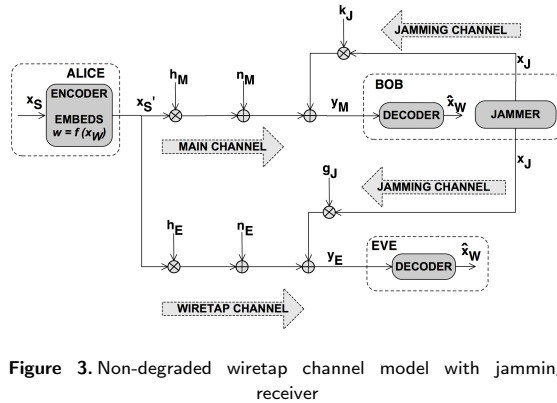 k_J
JAMMING CHANNEL
ALICE
h_M
n_M
x_J
BOB
ENCODER
x_S
x_S'
EMBEDS
w = f (x_W)
y_M
x̂_W
DECODER
JAMMER
MAIN CHANNEL
x_J
g_J
JAMMING CHANNEL
h_E
n_E
EVE
y_E
x̂_W
DECODER
WIRETAP CHANNEL
Figure 3. Non-degraded wiretap channel model with jamming
receiver